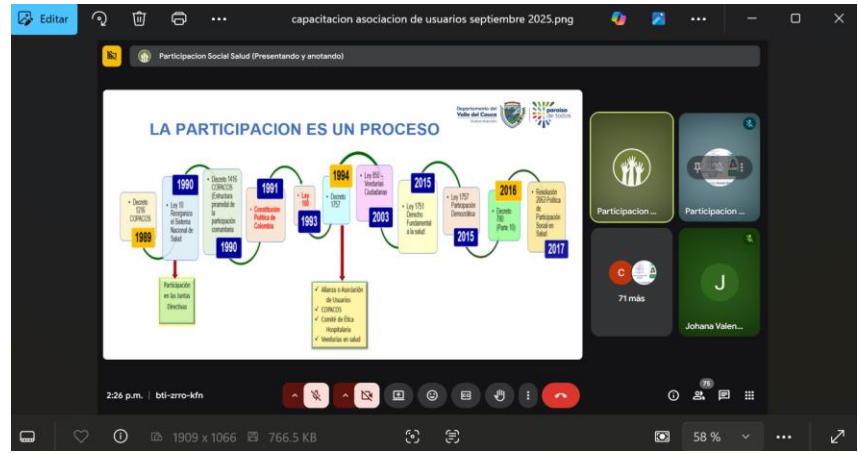 Editar
capacitacion asociacion de usuarios septiembre 2025.png
Participacion Social Salud (Presentando y anotando)
LA PARTICIPACION ES UN PROCESO
Departamento del
Valle del Cauca
paraíso
de todos
• Decreto
1216
COPACOS
1989
1990
• Ley 10
Reorganiza
el Sistema
Nacional de
Salud
Participación
en las Juntas
Directivas
• Decreto 1416
COPACOS
(Estructura
piramidal de
la
participación
comunitaria
1990
1991
• Constitución
Política de
Colombia
• Ley
100
1993
1994
• Decreto
1757
✓ Alianza o Asociación
de Usuarios
✓ COPACOS
✓ Comité de Ética
Hospitalaria
✓ Veedurías en salud
• Ley 850 –
Veedurías
Ciudadanas
2003
2015
• Ley 1751
Derecho
Fundamental
a la salud
• Ley 1757
Participación
Democrática
2015
2016
• Decreto
780
(Parte 10)
• Resolución
2063 Política
de
Participación
Social en
Salud
2017
Participacion ...
Participacion ...
C
71 más
J
Johana Valen...
2:26 p.m. | bti-zrro-kfn
75
1909 x 1066
766.5 KB
58 %